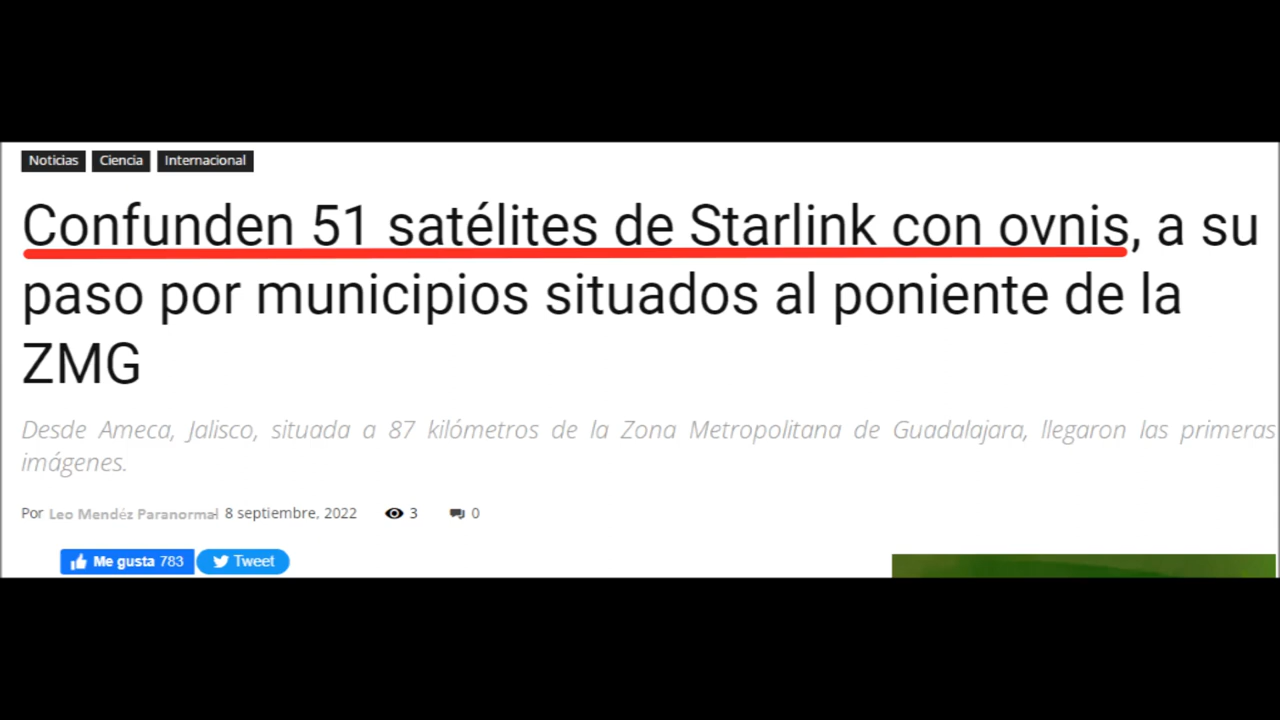 Noticias Ciencia Internacional
Confunden 51 satélites de Starlink con ovnis, a su
paso por municipios situados al poniente de la
ZMG
Desde Ameca, Jalisco, situada a 87 kilómetros de la Zona Metropolitana de Guadalajara, llegaron las primeras
imágenes.
Por Leo Mendéz Paranormal 8 septiembre, 2022 3 0
Me gusta 783 Tweet